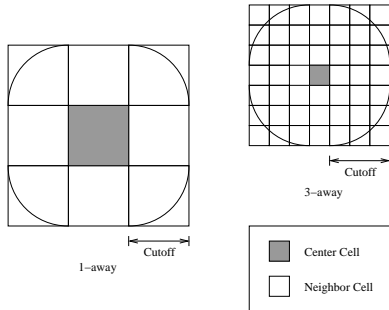 Cutoff
1-away
Cutoff
3-away
Center Cell
Neighbor Cell